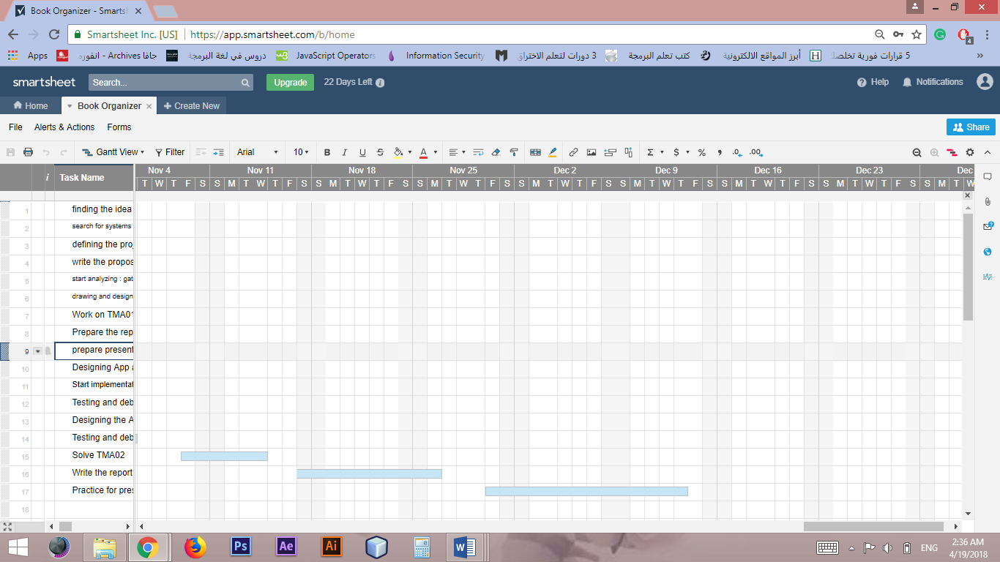 Book Organizer - Smarts
Smartsheet Inc. [US] https://app.smartsheet.com/b/home
4
Apps جافا Archives - انفورم دروس في لغة البرمجة JavaScript Operators Information Security 3 دورات لتعلم الاختراق كتب تعلم البرمجة أبرز المواقع الالكترونية 5 قرارات فورية تخلصك »
smartsheet Search... Upgrade 22 Days Left Help Notifications
Home Book Organizer Create New
File Alerts & Actions Forms Share
Gantt View Filter Arial 10 B I U S A Σ $ % .0 .00
Task Name Nov 4 Nov 11 Nov 18 Nov 25 Dec 2 Dec 9 Dec 16 Dec 23 Dec
T W T F S S M T W T F S S M T W T F S S M T W T F S S M T W T F S S M T W T F S S M T W T F S S M T W T F S S M T W
1 finding the idea
2 search for systems
3 defining the proj
4 write the propos
5 start analyzing : gat
6 drawing and design
7 Work on TMA01
8 Prepare the rep
9 prepare present
10 Designing App a
11 Start implementat
12 Testing and deb
13 Designing the A
14 Testing and deb
15 Solve TMA02
16 Write the report
17 Practice for pres
18
Ps Ae Ai W ENG 2:36 AM
4/19/2018